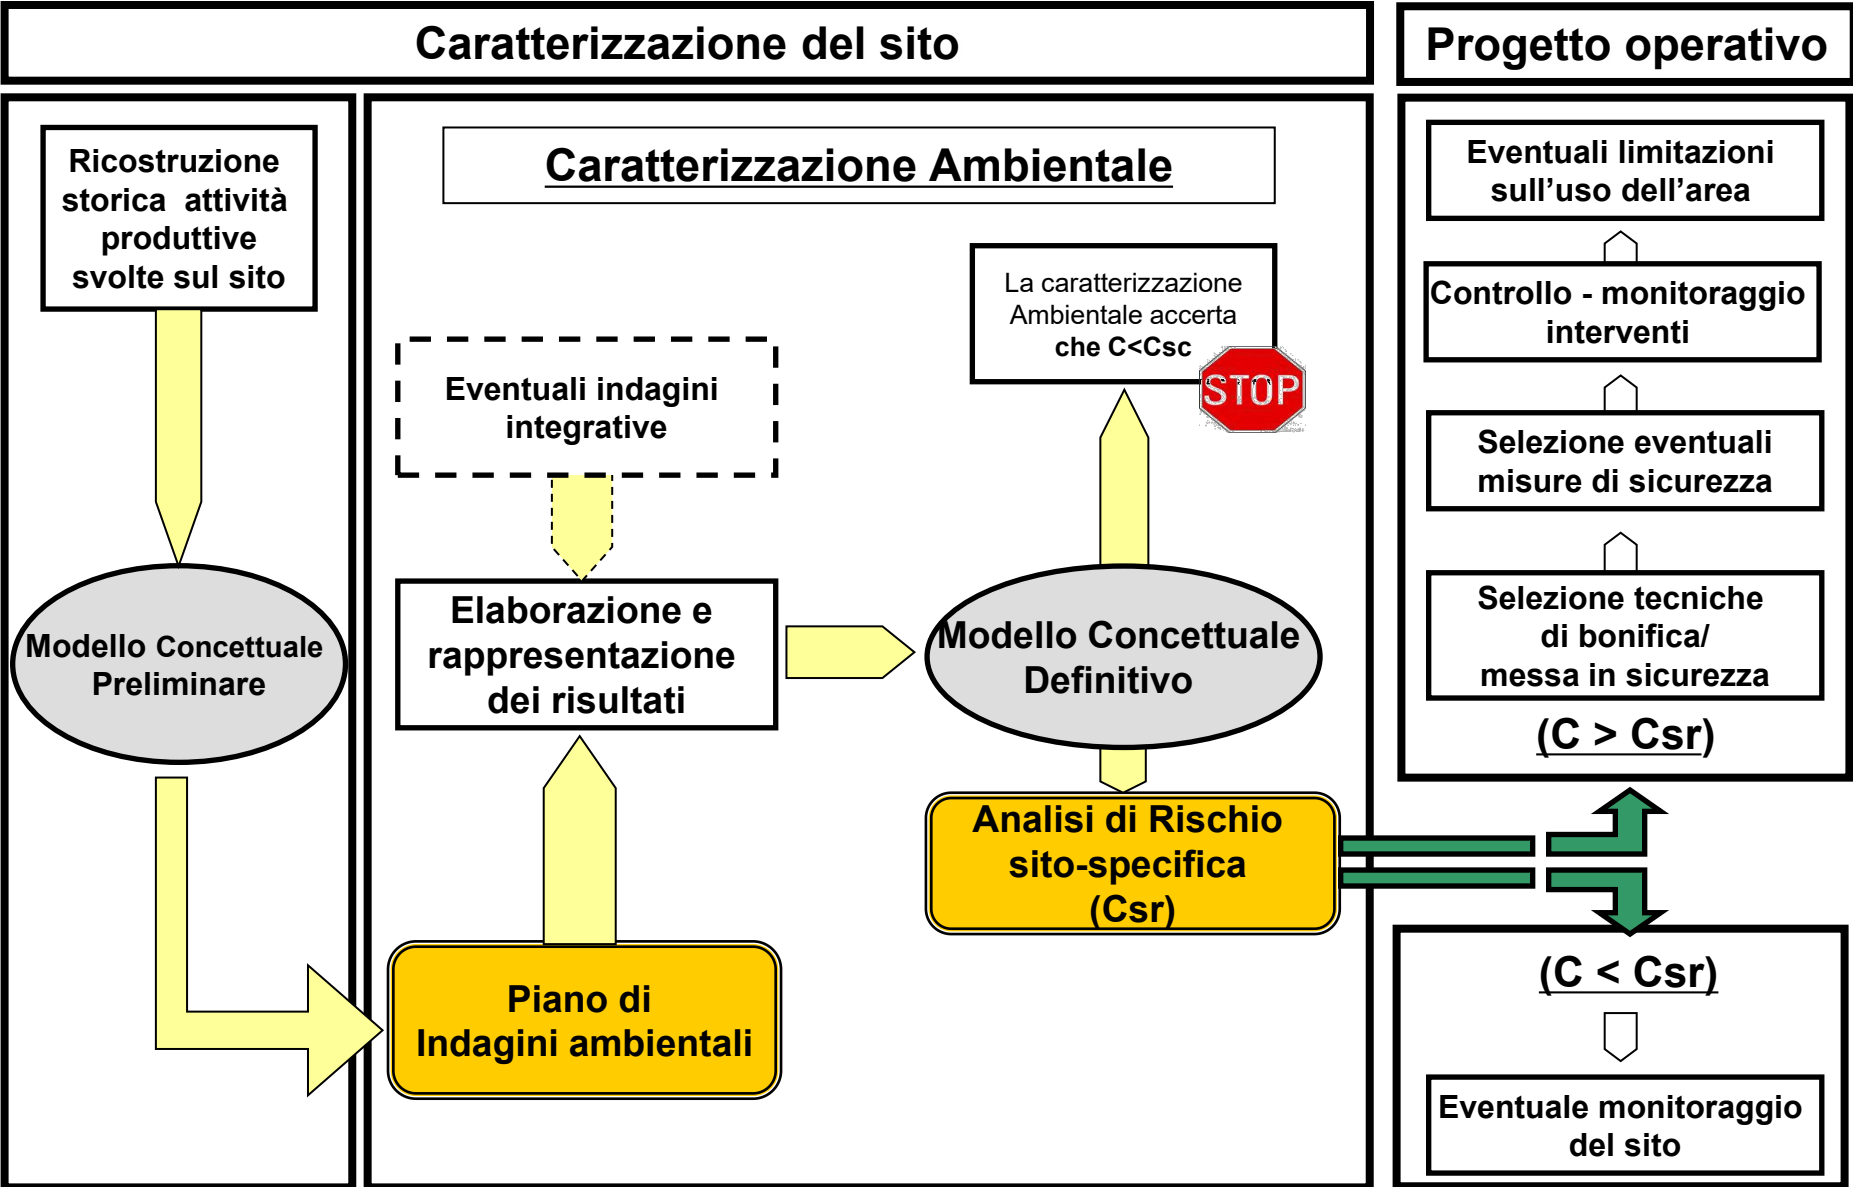 Caratterizzazione del sito
Progetto operativo
Ricostruzione
storica attività
produttive
svolte sul sito
Modello Concettuale
Preliminare
Caratterizzazione Ambientale
Eventuali indagini
integrative
Elaborazione e
rappresentazione
dei risultati
Piano di
Indagini ambientali
La caratterizzazione
Ambientale accerta
che C<Csc
STOP
Modello Concettuale
Definitivo
Analisi di Rischio
sito-specifica
(Csr)
Eventuali limitazioni
sull’uso dell’area
Controllo - monitoraggio
interventi
Selezione eventuali
misure di sicurezza
Selezione tecniche
di bonifica/
messa in sicurezza
(C > Csr)
(C < Csr)
Eventuale monitoraggio
del sito